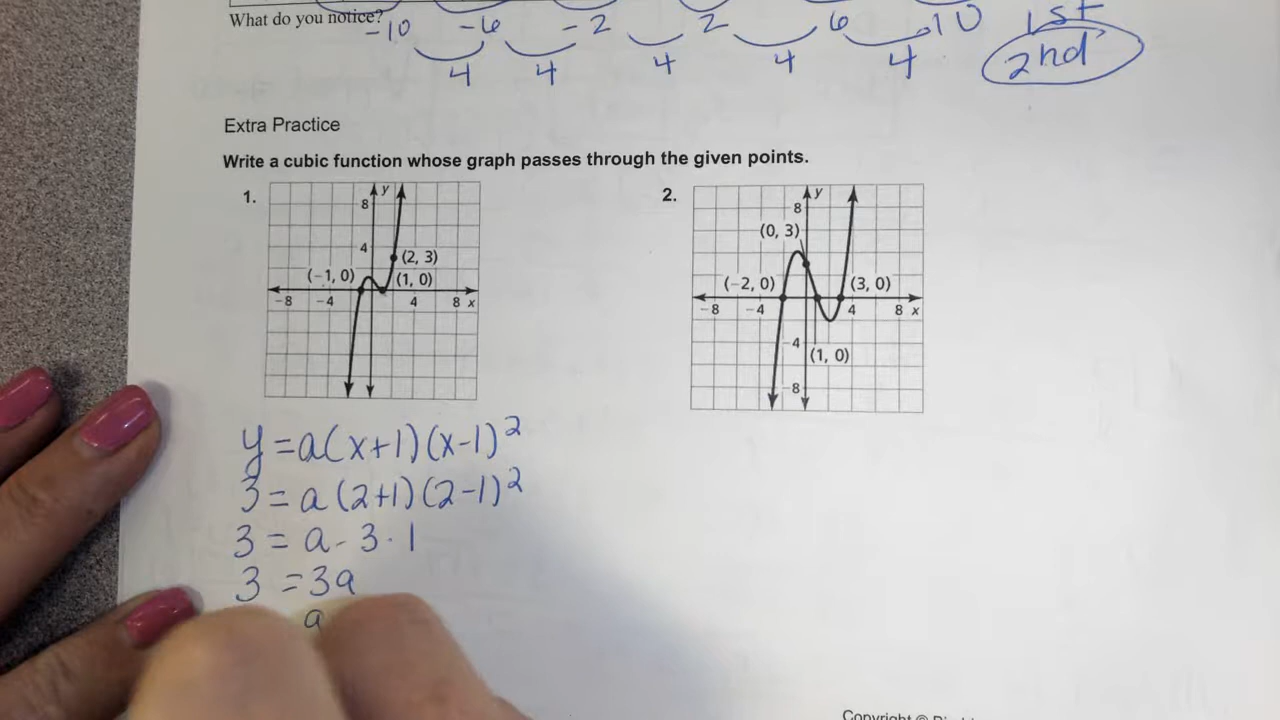 What do you notice?
-10 -6 -2 2 6 10 1st
4 4 4 4 4 2nd
Extra Practice
Write a cubic function whose graph passes through the given points.
1.
y
8
4
(2, 3)
(−1, 0) (1, 0)
−8 −4 4 8 x
2.
y
8
(0, 3)
(−2, 0) (3, 0)
−8 −4 4 8 x
−4
(1, 0)
−8
y = a(x+1)(x-1)²
3 = a(2+1)(2-1)²
3 = a · 3 · 1
3 = 3a
a
Copyright ©